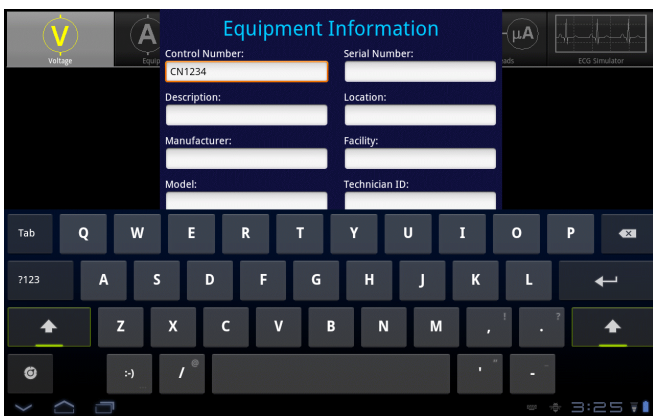 Equipment Information
V
A
μA
Voltage
Equip
ads
ECG Simulator
Control Number:
Serial Number:
CN1234
Description:
Location:
Manufacturer:
Facility:
Model:
Technician ID:
Tab Q W E R T Y U I O P
?123 A S D F G H J K L
Z X C V B N M , ! . ?
:-) / @ ' " -
3:25